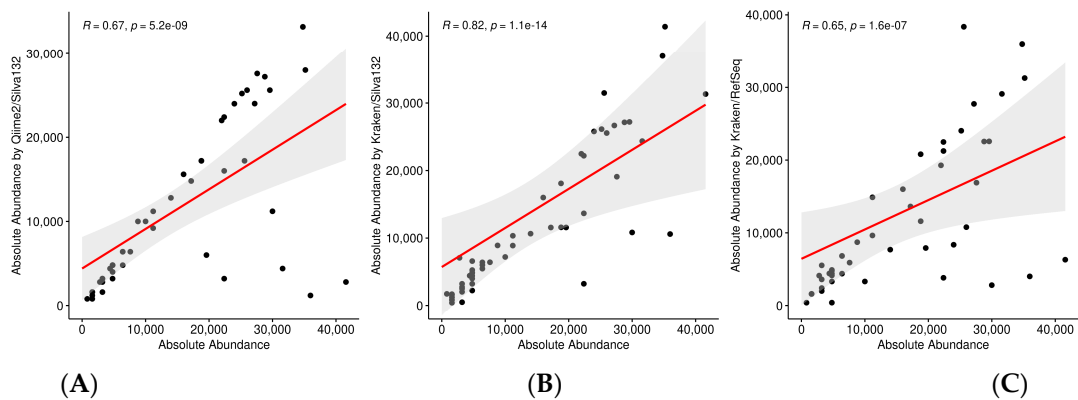 R = 0.67, p = 5.2e-09
Absolute Abundance by Qiime2/Silva132
30,000
20,000
10,000
0
0
10,000
20,000
30,000
40,000
Absolute Abundance
(A)
R = 0.82, p = 1.1e-14
Absolute Abundance by Kraken/Silva132
40,000
30,000
20,000
10,000
0
0
10,000
20,000
30,000
40,000
Absolute Abundance
(B)
R = 0.65, p = 1.6e-07
Absolute Abundance by Kraken/RefSeq
40,000
30,000
20,000
10,000
0
0
10,000
20,000
30,000
40,000
Absolute Abundance
(C)